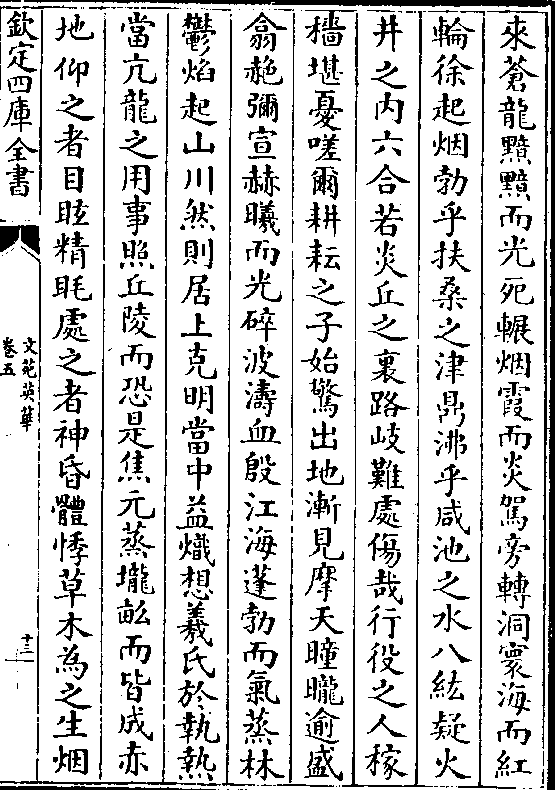 來蒼龍黯黯而光死輾烟霞而炎駕旁轉洞寰海而紅
輪徐起烟勃乎扶桑之津鼎沸乎咸池之水八紘疑火
井之内六合若炎丘之裏路岐難處傷哉行役之人稼
穡堪憂嗟爾耕耘之子始驚出地漸見摩天曈曨逾盛
翕赩彌宣赫曦而光碎波濤血殷江海蓬勃而氣蒸林
鬱焰起山川然則居上克明當中益熾想羲氏於執熱
當亢龍之用事照丘陵而恐是焦元蒸壠畝而皆成赤
地仰之者目眩精眊處之者神昏體悸草木為之生烟
欽定四庫全書
文苑英華
卷五
十三